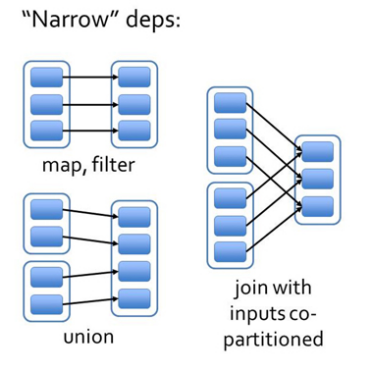 “Narrow” deps:
map, filter
union
join with
inputs co-
partitioned